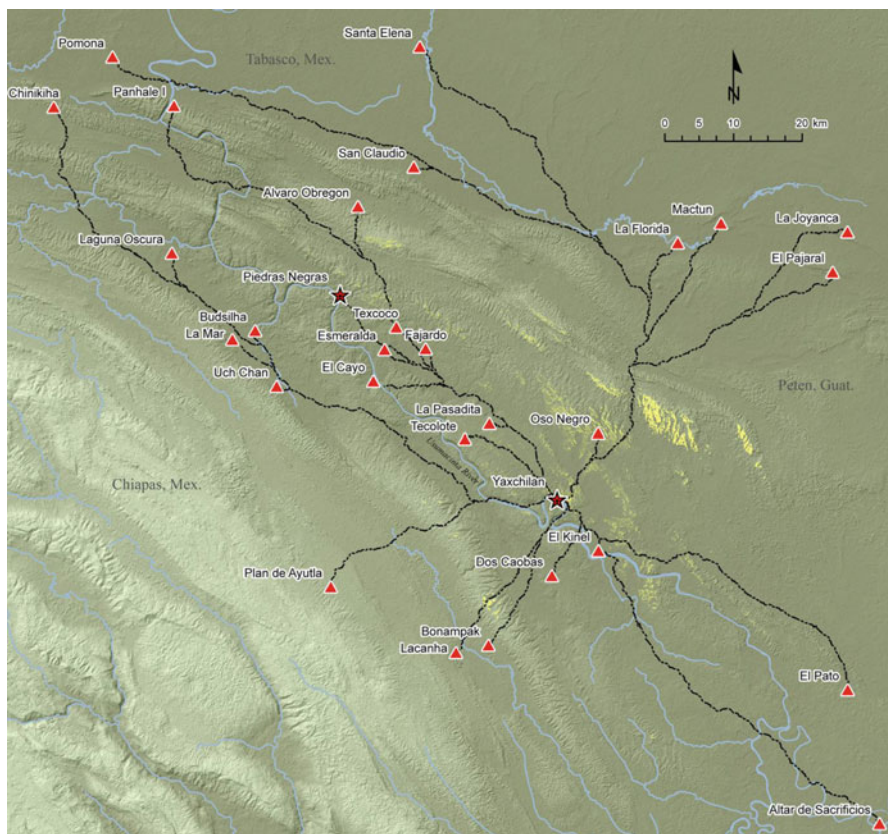 Santa Elena
Pomona
Tabasco, Mex.
Chinikiha
Panhale I
N
0 5 10 20 km
San Claudio
Alvaro Obregon
Mactun
La Joyanca
La Florida
Laguna Oscura
El Pajaral
Piedras Negras
Texcoco
Budsilha
La Mar
Esmeralda
Fajardo
El Cayo
Uch Chan
Peten, Guat.
La Pasadita
Oso Negro
Tecolote
Usumacinta River
Yaxchilan
Chiapas, Mex.
El Kinel
Dos Caobas
Plan de Ayutla
Bonampak
Lacanha
El Pato
Altar de Sacrificios